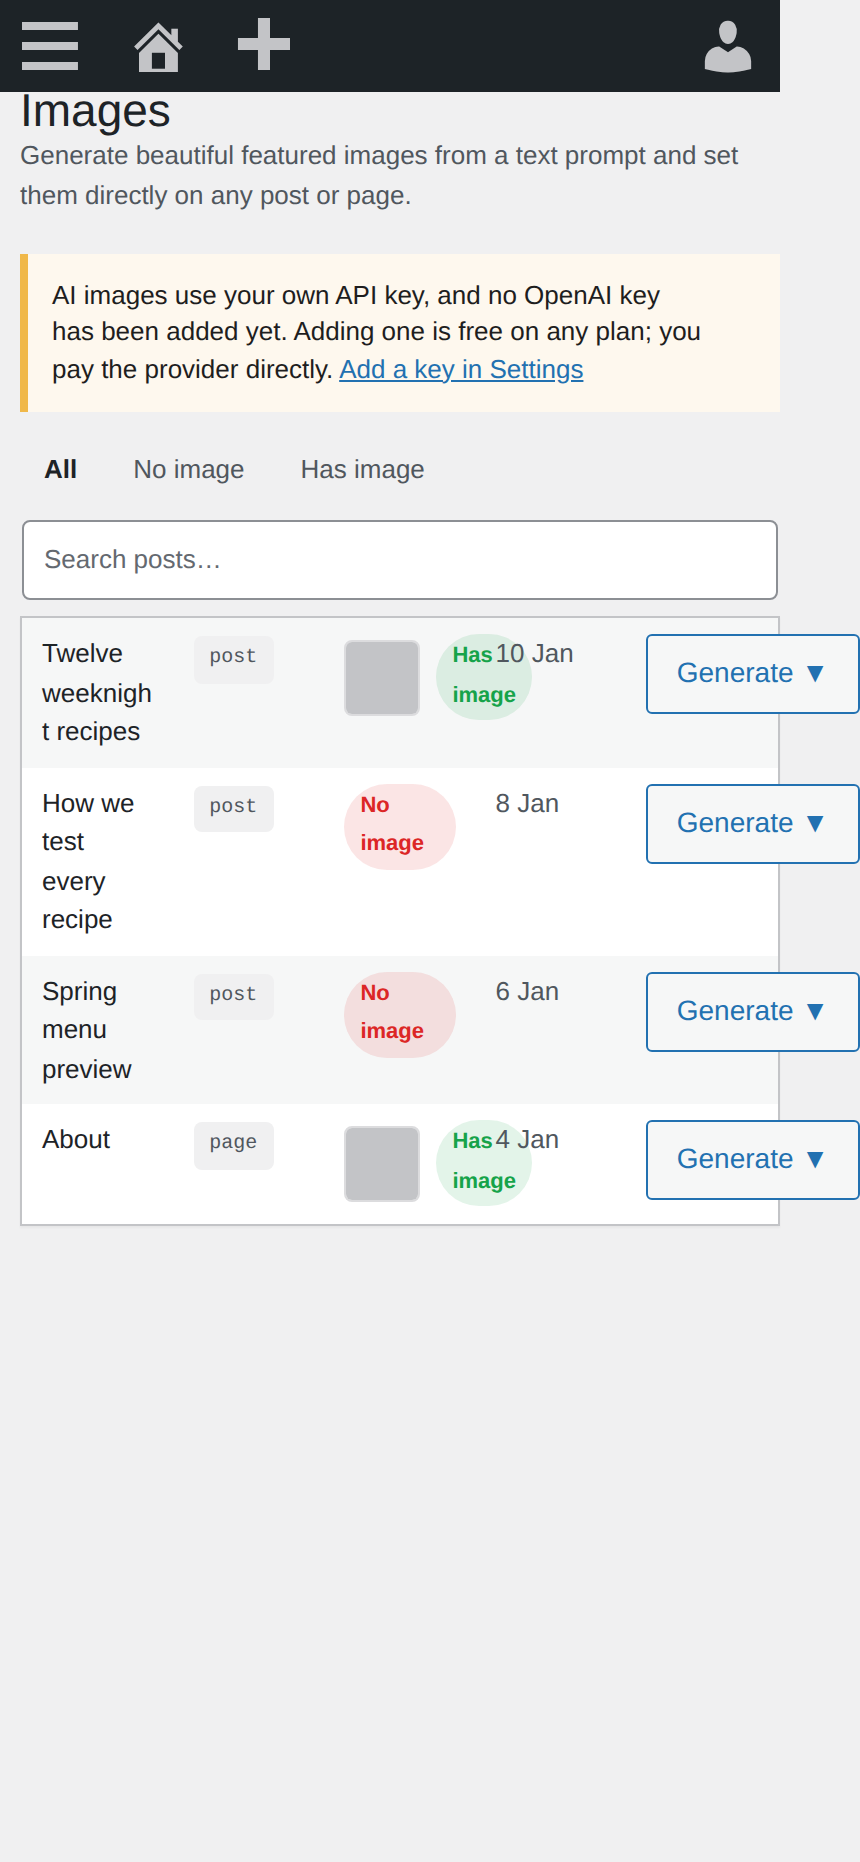 Images
Generate beautiful featured images from a text prompt and set
them directly on any post or page.
AI images use your own API key, and no OpenAI key
has been added yet. Adding one is free on any plan; you
pay the provider directly. Add a key in Settings
All No image Has image
Search posts…
Twelve
weeknigh
t recipes
post
Has
image
10 Jan
Generate ▼
How we
test
every
recipe
post
No
image
8 Jan
Generate ▼
Spring
menu
preview
post
No
image
6 Jan
Generate ▼
About
page
Has
image
4 Jan
Generate ▼